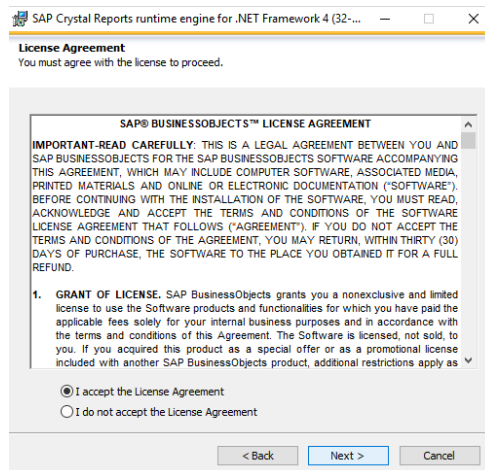 SAP Crystal Reports runtime engine for .NET Framework 4 (32-...
License Agreement
You must agree with the license to proceed.
SAP® BUSINESSOBJECTS™ LICENSE AGREEMENT
IMPORTANT-READ CAREFULLY: THIS IS A LEGAL AGREEMENT BETWEEN YOU AND
SAP BUSINESSOBJECTS FOR THE SAP BUSINESSOBJECTS SOFTWARE ACCOMPANYING
THIS AGREEMENT, WHICH MAY INCLUDE COMPUTER SOFTWARE, ASSOCIATED MEDIA,
PRINTED MATERIALS AND ONLINE OR ELECTRONIC DOCUMENTATION ("SOFTWARE").
BEFORE CONTINUING WITH THE INSTALLATION OF THE SOFTWARE, YOU MUST READ,
ACKNOWLEDGE AND ACCEPT THE TERMS AND CONDITIONS OF THE SOFTWARE
LICENSE AGREEMENT THAT FOLLOWS ("AGREEMENT"). IF YOU DO NOT ACCEPT THE
TERMS AND CONDITIONS OF THE AGREEMENT, YOU MAY RETURN, WITHIN THIRTY (30)
DAYS OF PURCHASE, THE SOFTWARE TO THE PLACE YOU OBTAINED IT FOR A FULL
REFUND.
1. GRANT OF LICENSE. SAP BusinessObjects grants you a nonexclusive and limited
license to use the Software products and functionalities for which you have paid the
applicable fees solely for your internal business purposes and in accordance with
the terms and conditions of this Agreement. The Software is licensed, not sold, to
you. If you acquired this product as a special offer or as a promotional license
included with another SAP BusinessObjects product, additional restrictions apply as
I accept the License Agreement
I do not accept the License Agreement
< Back Next > Cancel